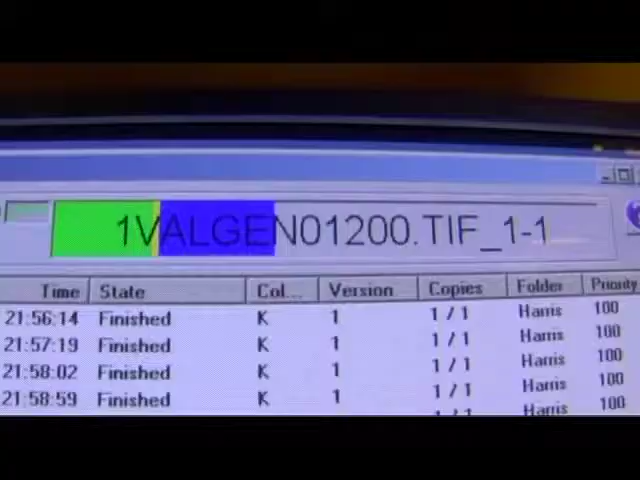 1VALGEN01200.TIF_1-1
Time State Col... Version Copies Folder Priority
21:56:14 Finished K 1 1 / 1 Harris 100
21:57:19 Finished K 1 1 / 1 Harris 100
21:58:02 Finished K 1 1 / 1 Harris 100
21:58:59 Finished K 1 1 / 1 Harris 100
Harris 100